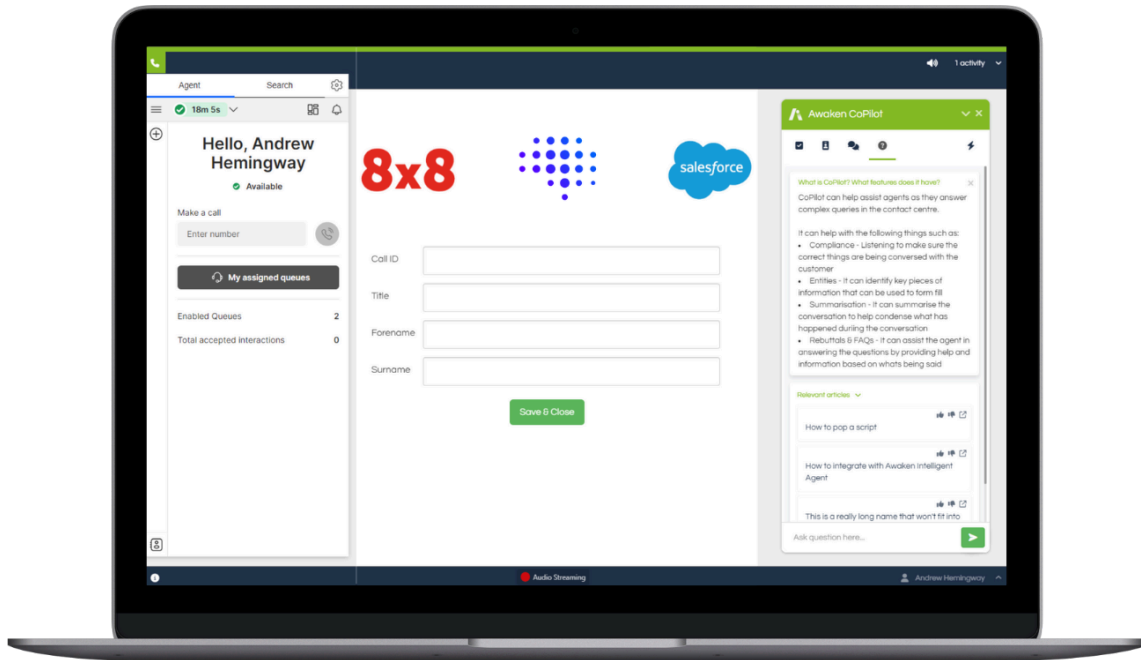 1 activity
Agent
Search
18m 5s
Hello, Andrew
Hemingway
Available
Make a call
Enter number
My assigned queues
Enabled Queues 2
Total accepted interactions 0
8x8
salesforce
Call ID
Title
Forename
Surname
Save & Close
Awaken CoPilot
What is CoPilot? What features does it have?
CoPilot can help assist agents as they answer
complex queries in the contact centre.
It can help with the following things such as:
• Compliance - Listening to make sure the
correct things are being conversed with the
customer
• Entities - It can identify key pieces of
information that can be used to form fill
• Summarisation - It can summarise the
conversation to help condense what has
happened duriing the conversation
• Rebuttals & FAQs - It can assist the agent in
answering the questions by providing help and
information based on whats being said
Relevant articles
How to pop a script
How to integrate with Awaken Intelligent
Agent
This is a really long name that won't fit into
Ask question here...
Audio Streaming
Andrew Hemingway